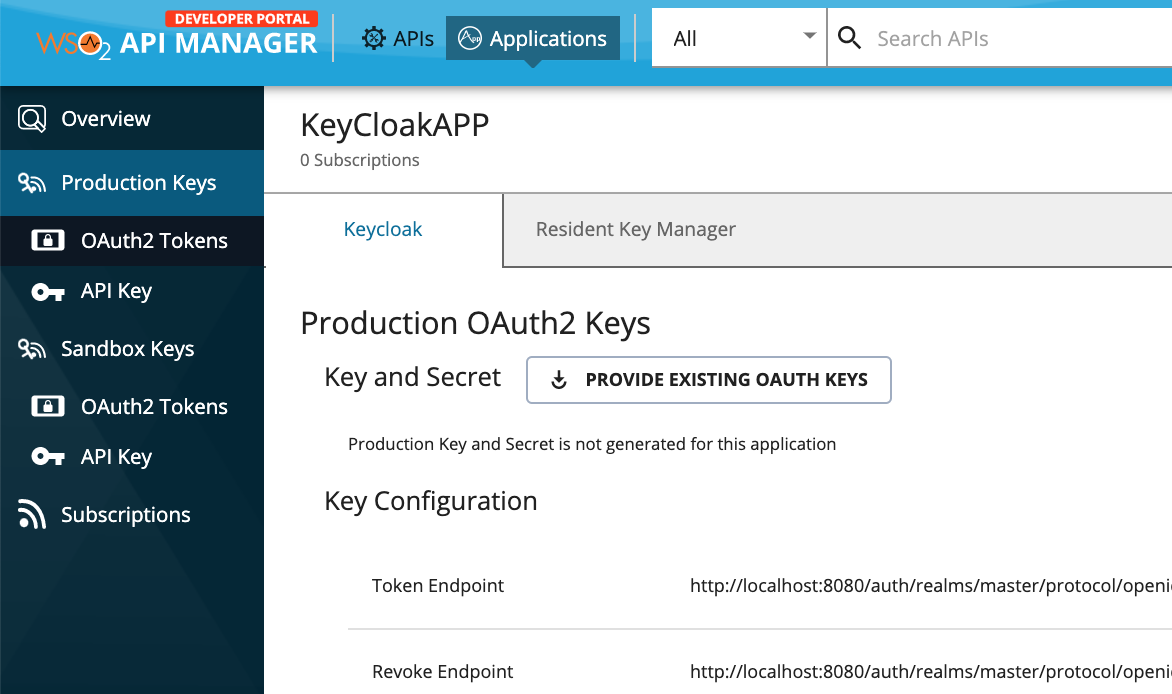 DEVELOPER PORTAL
WSO2 API MANAGER
APIs
Applications
All
Search APIs
Overview
Production Keys
OAuth2 Tokens
API Key
Sandbox Keys
OAuth2 Tokens
API Key
Subscriptions
KeyCloakAPP
0 Subscriptions
Keycloak
Resident Key Manager
Production OAuth2 Keys
Key and Secret
PROVIDE EXISTING OAUTH KEYS
Production Key and Secret is not generated for this application
Key Configuration
Token Endpoint
http://localhost:8080/auth/realms/master/protocol/openi
Revoke Endpoint
http://localhost:8080/auth/realms/master/protocol/openi